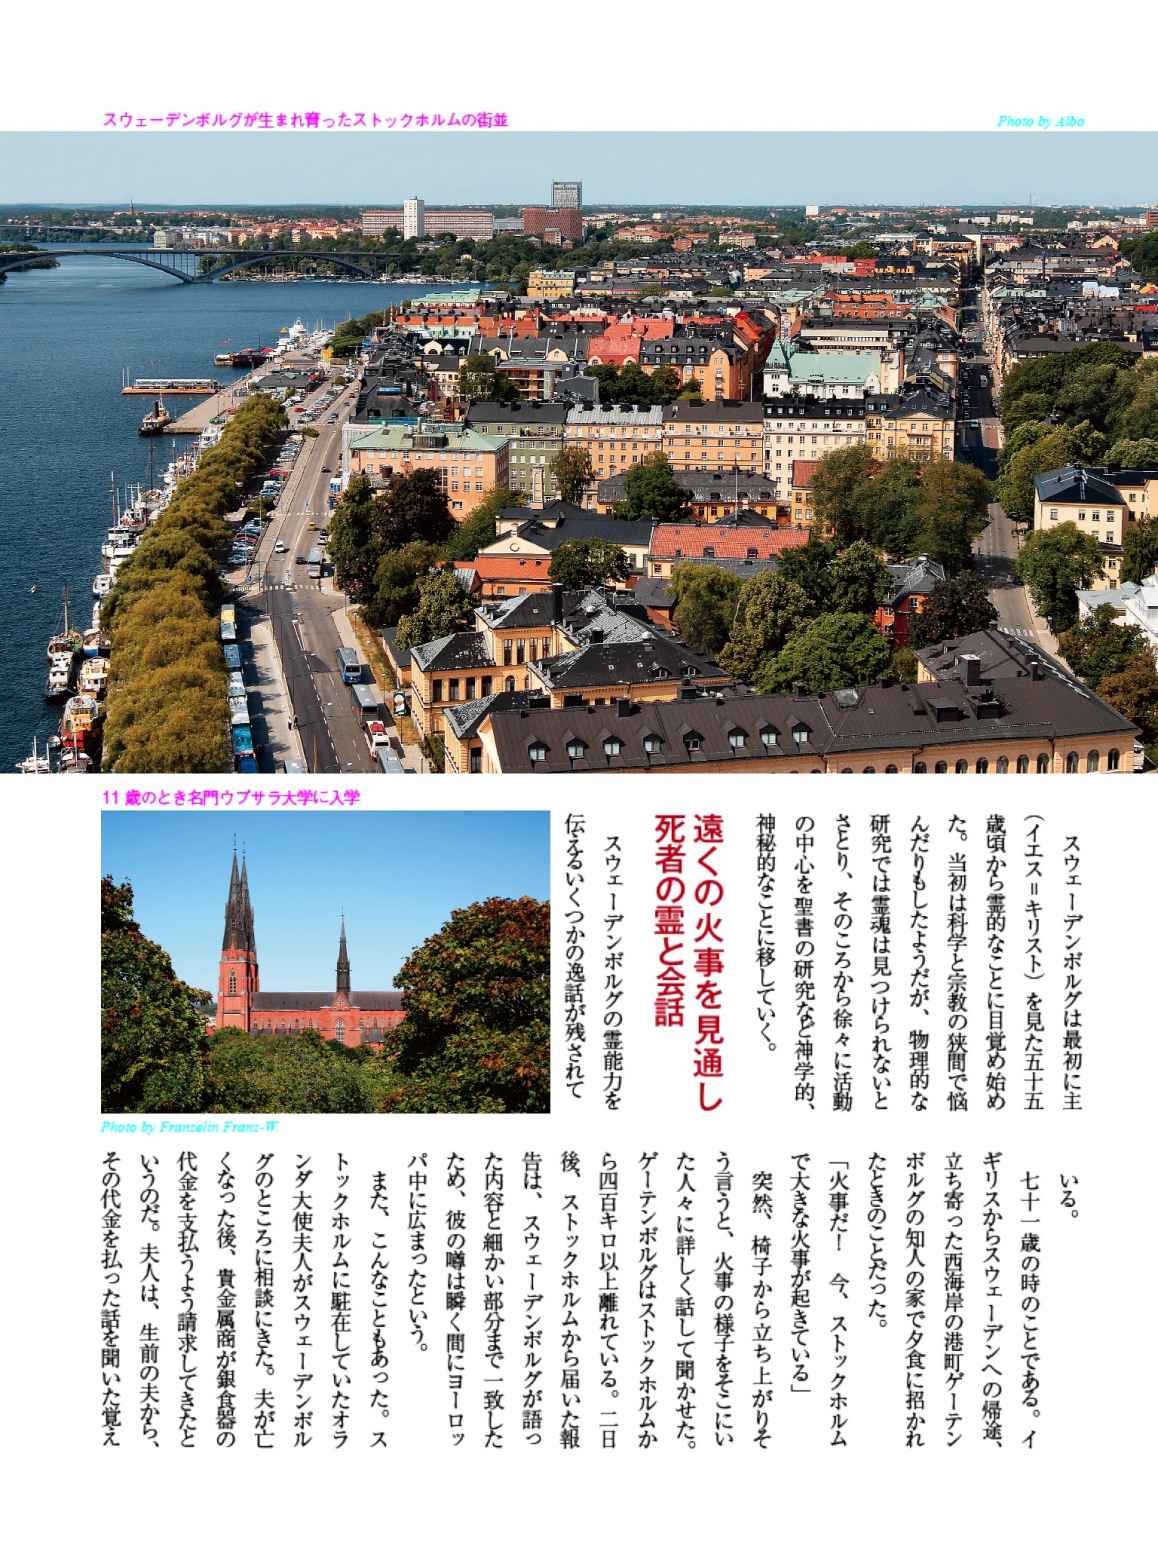 スウェーデンボルグが生まれ育ったストックホルムの街並
Photo by Albo
スウェーデンボルグは最初に主
（イエス＝キリスト）を見た五十五
歳頃から霊的なことに目覚め始め
た。当初は科学と宗教の狭間で悩
んだりもしたようだが、物理的な
研究では霊魂は見つけられないと
さとり、そのころから徐々に活動
の中心を聖書の研究など神学的、
神秘的なことに移していく。
遠くの火事を見通し
死者の霊と会話
スウェーデンボルグの霊能力を
伝えるいくつかの逸話が残されて
11 歳のとき名門ウプサラ大学に入学
Photo by Franzelin Franz-W.
いる。
七十一歳の時のことである。イ
ギリスからスウェーデンへの帰途、
立ち寄った西海岸の港町ゲーテン
ボルグの知人の家で夕食に招かれ
たときのことだった。
「火事だ！　今、ストックホルム
で大きな火事が起きている」
突然、椅子から立ち上がりそ
う言うと、火事の様子をそこにい
た人々に詳しく話して聞かせた。
ゲーテンボルグはストックホルムか
ら四百キロ以上離れている。二日
後、ストックホルムから届いた報
告は、スウェーデンボルグが語っ
た内容と細かい部分まで一致した
ため、彼の噂は瞬く間にヨーロッ
パ中に広まったという。
また、こんなこともあった。ス
トックホルムに駐在していたオラ
ンダ大使夫人がスウェーデンボル
グのところに相談にきた。夫が亡
くなった後、貴金属商が銀食器の
代金を支払うよう請求してきたと
いうのだ。夫人は、生前の夫から、
その代金を払った話を聞いた覚え